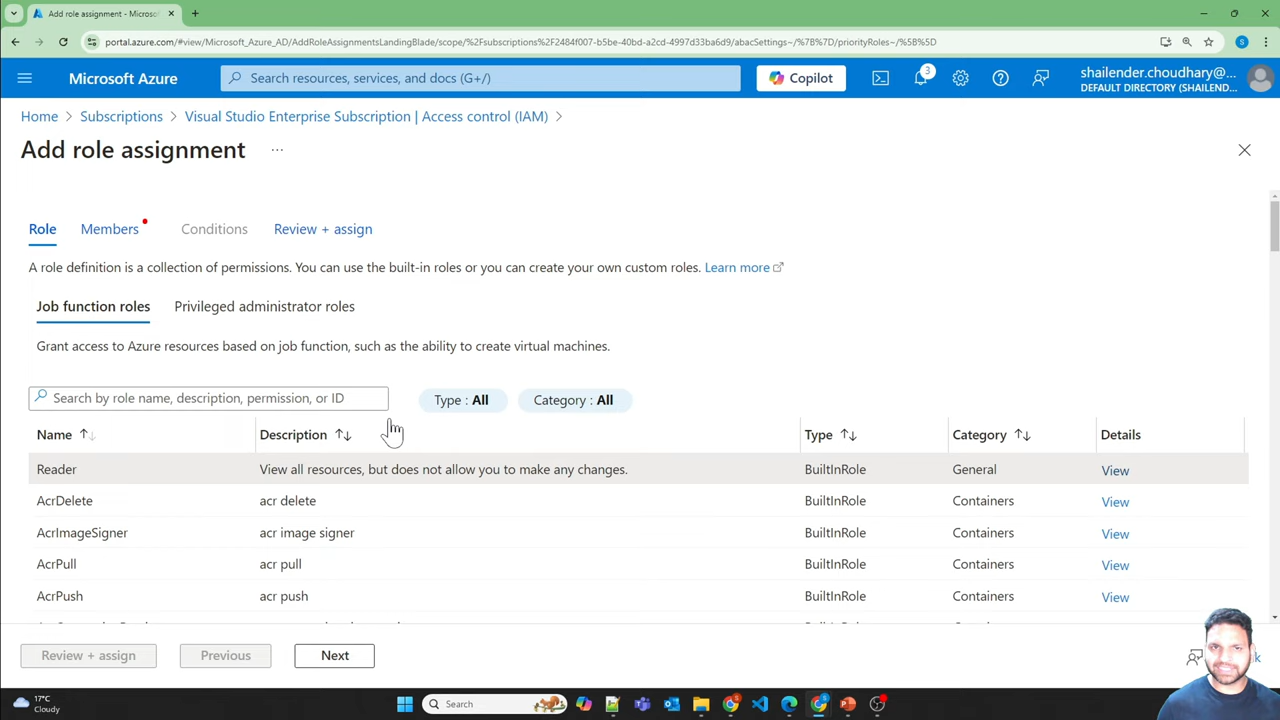 Add role assignment - Microso
portal.azure.com/#view/Microsoft_Azure_AD/AddRoleAssignmentsLandingBlade/scope/%2Fsubscriptions%2F2484f007-b5be-40bd-a2cd-4997d33ba6d9/abacSettings~/%7B%7D/priorityRoles~/%5B%5D
S
Microsoft Azure
Search resources, services, and docs (G+/)
Copilot
3
shailender.choudhary@...
DEFAULT DIRECTORY (SHAILEND...
Home > Subscriptions > Visual Studio Enterprise Subscription | Access control (IAM) >
Add role assignment ...
Role Members Conditions Review + assign
A role definition is a collection of permissions. You can use the built-in roles or you can create your own custom roles. Learn more
Job function roles Privileged administrator roles
Grant access to Azure resources based on job function, such as the ability to create virtual machines.
Search by role name, description, permission, or ID Type : All Category : All
Name Description Type Category Details
Reader View all resources, but does not allow you to make any changes. BuiltInRole General View
AcrDelete acr delete BuiltInRole Containers View
AcrImageSigner acr image signer BuiltInRole Containers View
AcrPull acr pull BuiltInRole Containers View
AcrPush acr push BuiltInRole Containers View
Review + assign Previous Next
17°C
Cloudy
Search